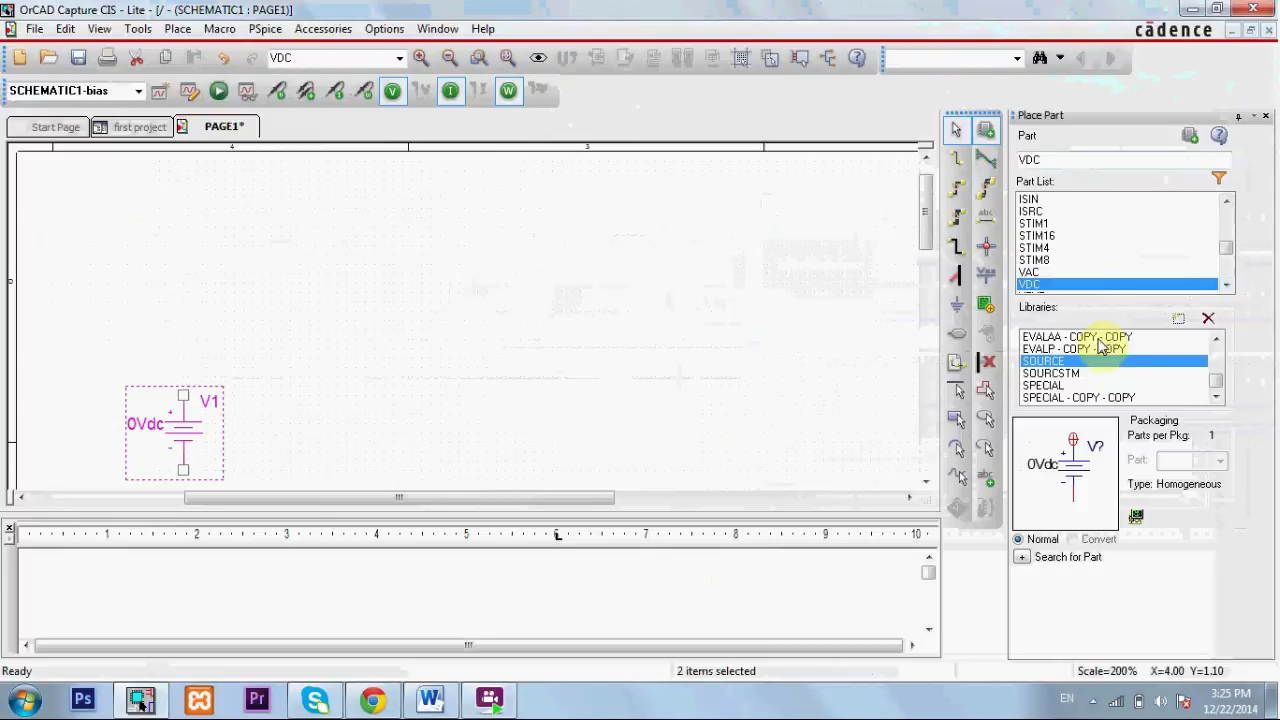 OrCAD Capture CIS - Lite - [/ - (SCHEMATIC1 : PAGE1)]
File Edit View Tools Place Macro PSpice Accessories Options Window Help
cādence
VDC
SCHEMATIC1-bias
Start Page first project PAGE1*
4 3
V1
0Vdc
+
-
0 1 2 3 4 5 6 7 8 9 10
Place Part
Part
VDC
Part List:
ISIN
ISRC
STIM1
STIM16
STIM4
STIM8
VAC
VDC
Libraries:
EVALAA - COPY - COPY
EVALP - COPY - COPY
SOURCE
SOURCSTM
SPECIAL
SPECIAL - COPY - COPY
Packaging
Parts per Pkg: 1
Part:
Type: Homogeneous
V?
0Vdc
+
-
Normal Convert
Search for Part
Ready 2 items selected Scale=200% X=4.00 Y=1.10
EN 3:25 PM
12/22/2014